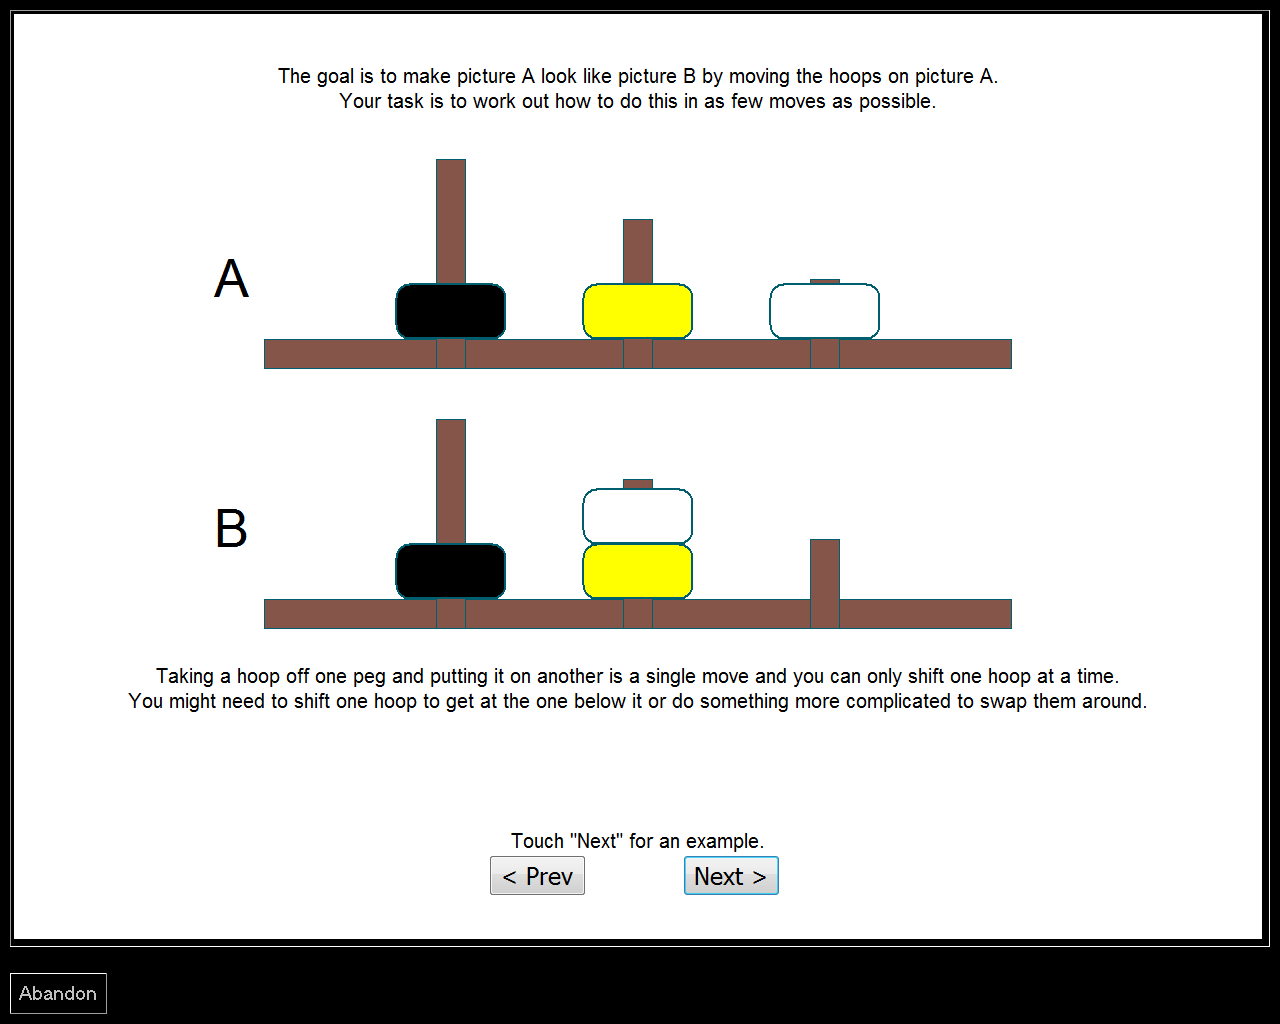 The goal is to make picture A look like picture B by moving the hoops on picture A.
Your task is to work out how to do this in as few moves as possible.
A
B
Taking a hoop off one peg and putting it on another is a single move and you can only shift one hoop at a time.
You might need to shift one hoop to get at the one below it or do something more complicated to swap them around.
Touch "Next" for an example.
< Prev
Next >
Abandon